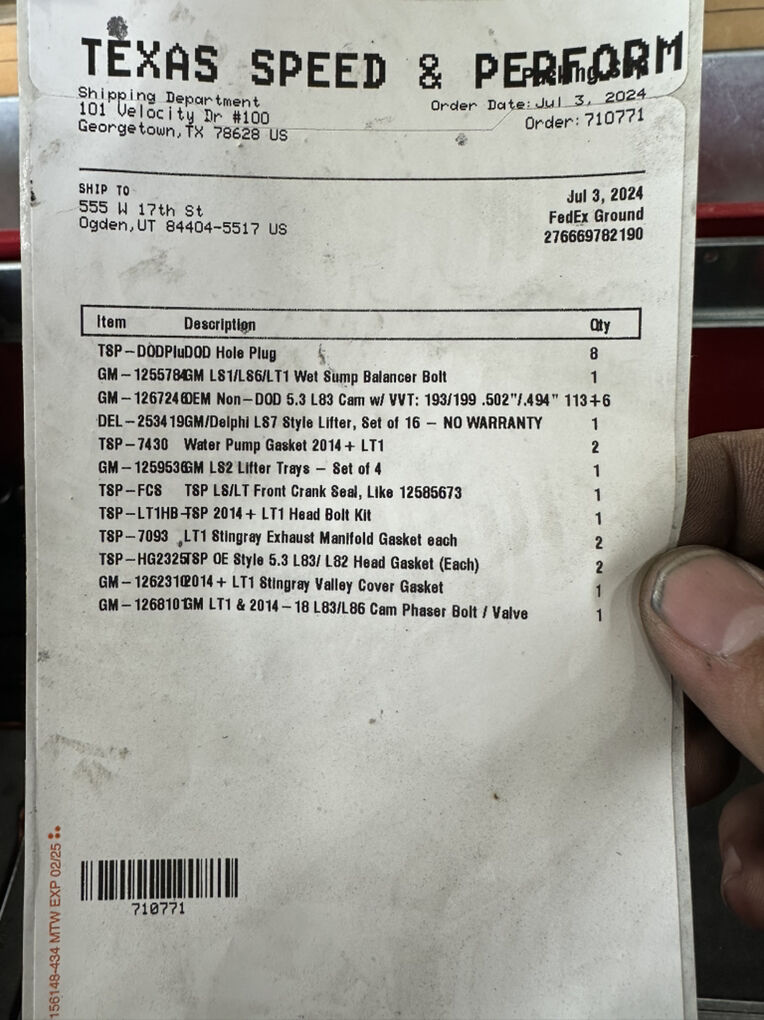 TEXAS SPEED & PERFORM
Packing Slip
Shipping Department
101 Velocity Dr #100
Georgetown,TX 78628 US
Order Date: Jul 3, 2024
Order: 710771
SHIP TO
555 W 17th St
Ogden,UT 84404-5517 US
Jul 3, 2024
FedEx Ground
276669782190
Item Description Qty
TSP-DODPluDOD Hole Plug 8
GM-1255784GM LS1/LS6/LT1 Wet Sump Balancer Bolt 1
GM-1267246OEM Non-DOD 5.3 L83 Cam w/ VVT: 193/199 .502"/.494" 113+6
DEL-253419GM/Delphi LS7 Style Lifter, Set of 16 - NO WARRANTY 1
TSP-7430 Water Pump Gasket 2014+ LT1 2
GM-1259536GM LS2 Lifter Trays - Set of 4 1
TSP-FCS TSP LS/LT Front Crank Seal, Like 12585673 1
TSP-LT1HB-TSP 2014+ LT1 Head Bolt Kit 1
TSP-7093 LT1 Stingray Exhaust Manifold Gasket each 2
TSP-HG2325TSP OE Style 5.3 L83/ L82 Head Gasket (Each) 2
GM-12623102014+ LT1 Stingray Valley Cover Gasket 1
GM-1268101GM LT1 & 2014-18 L83/L86 Cam Phaser Bolt / Valve 1
710771
156148-434 MTW EXP 02/25